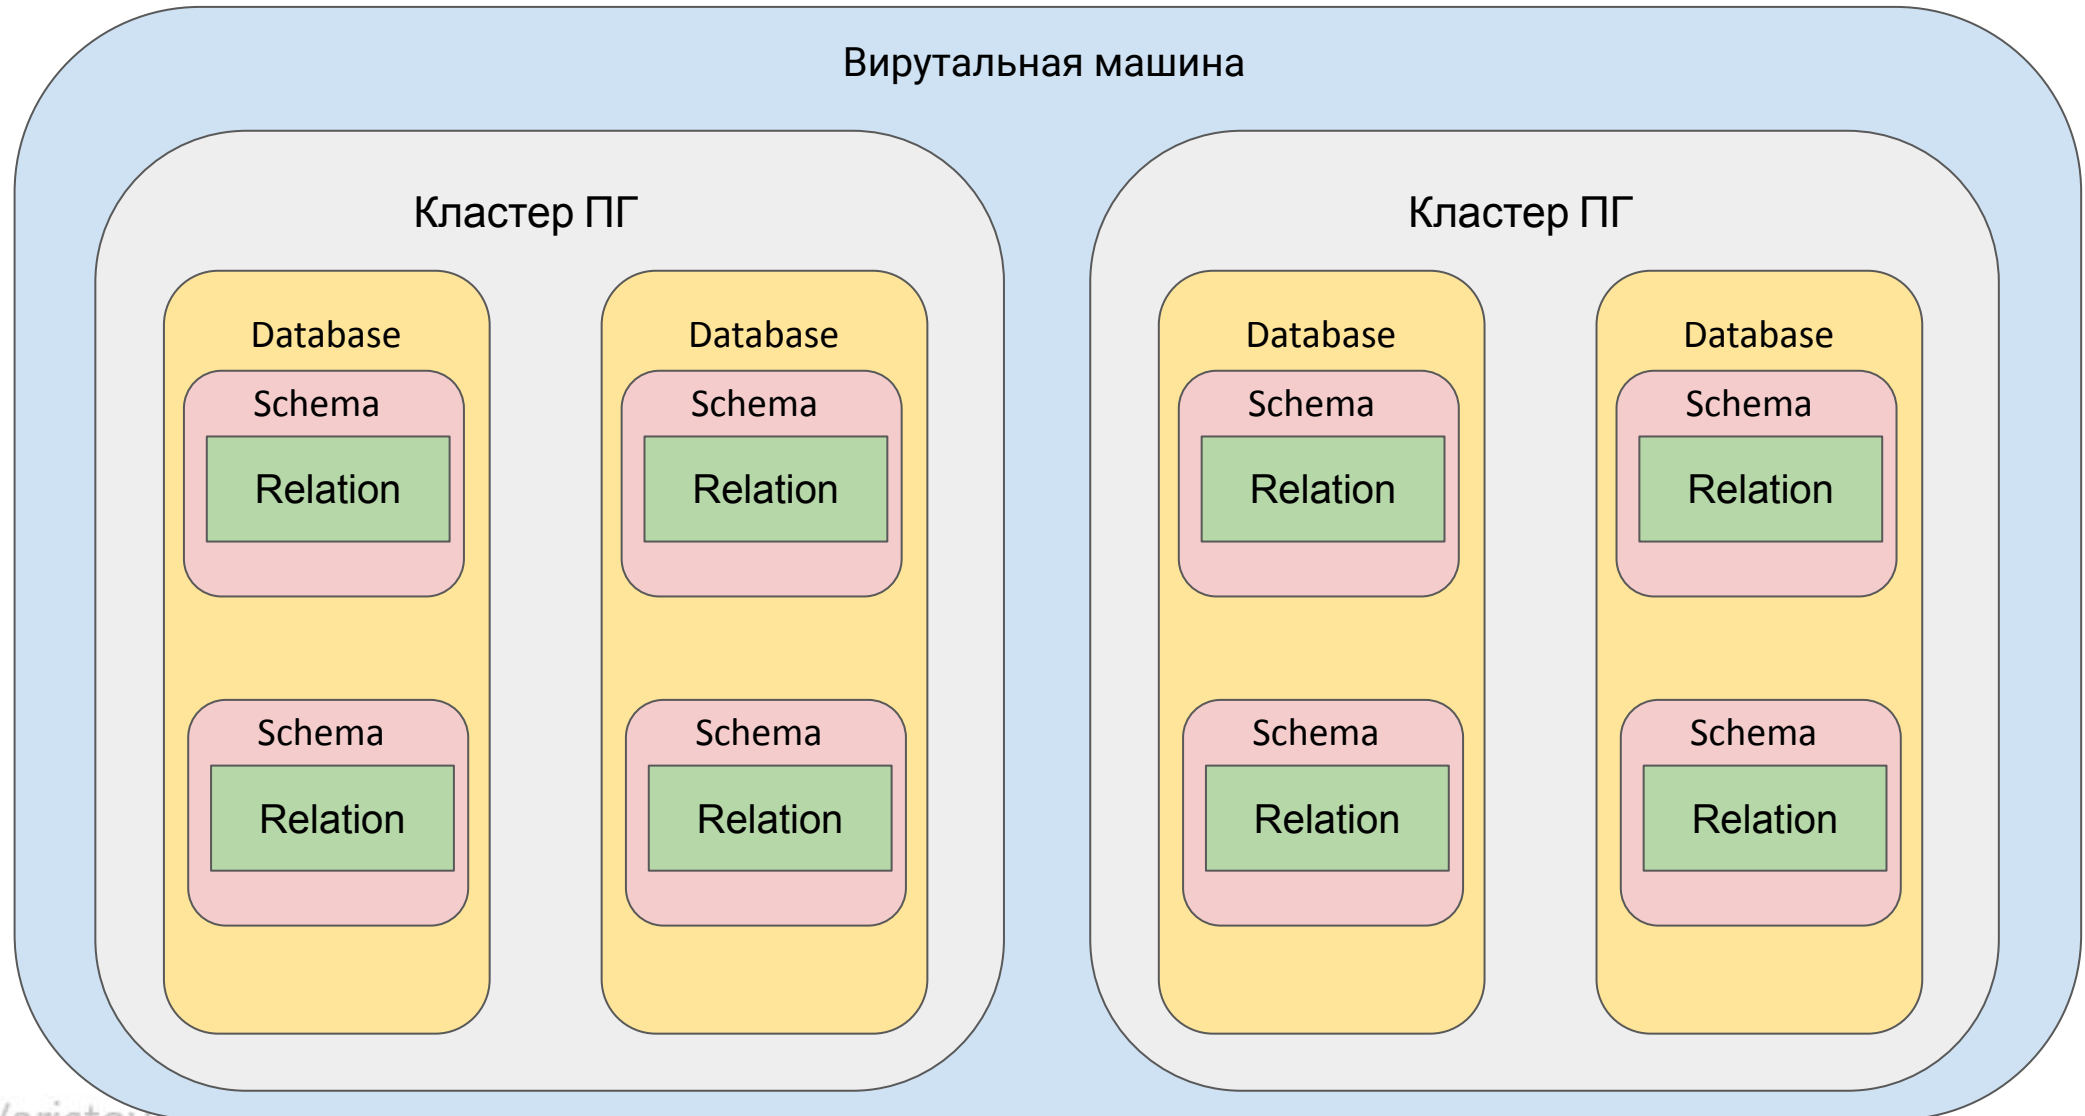 Вирутальная машина
Кластер ПГ
Кластер ПГ
Database
Database
Database
Database
Schema
Schema
Schema
Schema
Relation
Relation
Relation
Relation
Schema
Schema
Schema
Schema
Relation
Relation
Relation
Relation